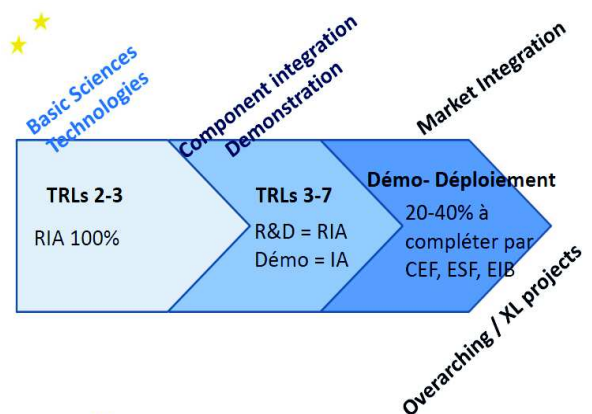 Basic Sciences
Technologies
Component integration
Demonstration
Market Integration
TRLs 2-3
RIA 100%
TRLs 3-7
R&D = RIA
Démo = IA
Démo- Déploiement
20-40% à
compléter par
CEF, ESF, EIB
Overarching / XL projects